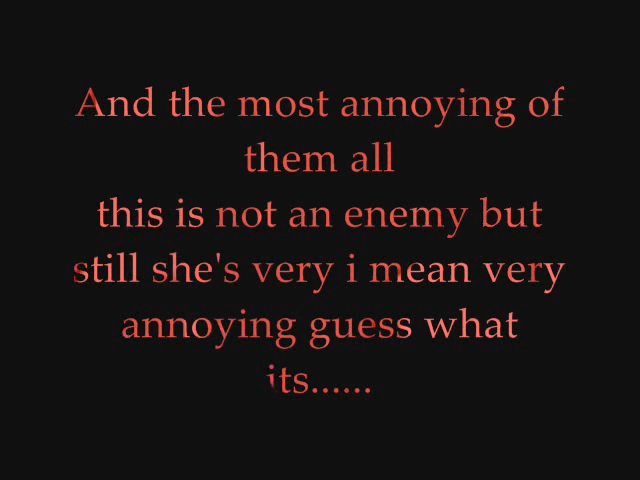 And the most annoying of
them all
this is not an enemy but
still she's very i mean very
annoying guess what
its......